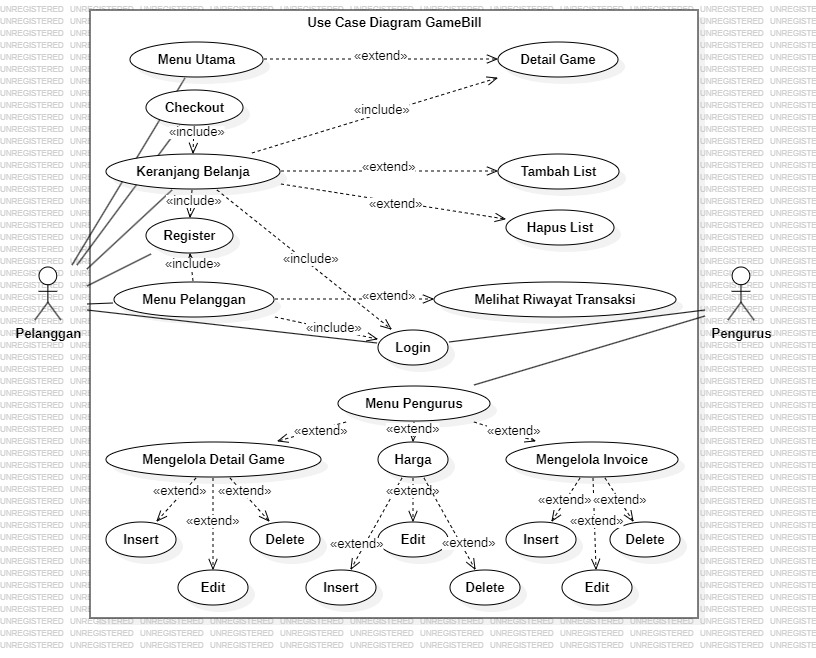 Use Case Diagram GameBill
Menu Utama
«extend»
Detail Game
Checkout
«include»
«include»
Keranjang Belanja
«extend»
Tambah List
«include»
«extend»
Hapus List
Register
«include»
«include»
Menu Pelanggan
«extend»
Melihat Riwayat Transaksi
«include»
Login
Pelanggan
Pengurus
Menu Pengurus
«extend»
«extend»
«extend»
Mengelola Detail Game
Harga
Mengelola Invoice
«extend»
«extend»
«extend»
«extend»
«extend»
«extend»
«extend»
«extend»
«extend»
Insert
Delete
Edit
Insert
Delete
Edit
Insert
Delete
Edit
UNREGISTERED